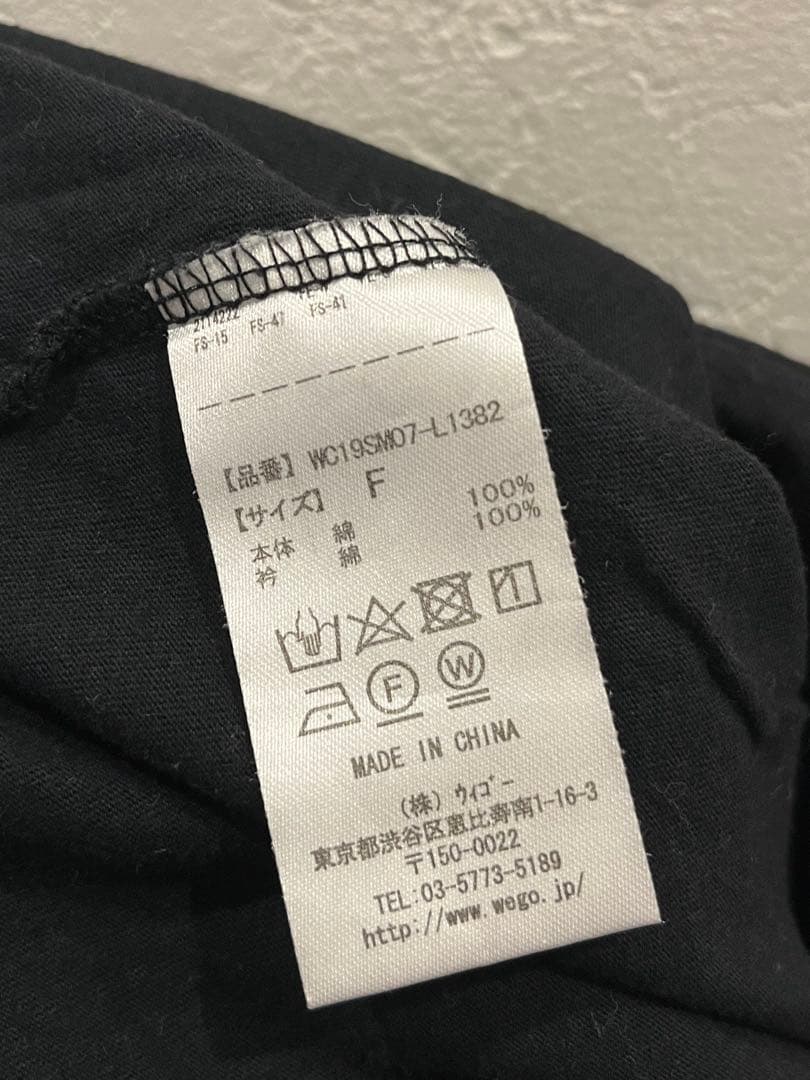 2114222
FS-15 FS-47 FS-41
【品番】 WC19SM07-L1382
【サイズ】 F
本体 綿 100%
衿 綿 100%
F W
MADE IN CHINA
(株) ウィゴー
東京都渋谷区恵比寿南1-16-3
〒150-0022
TEL:03-5773-5189
http://www.wego.jp/